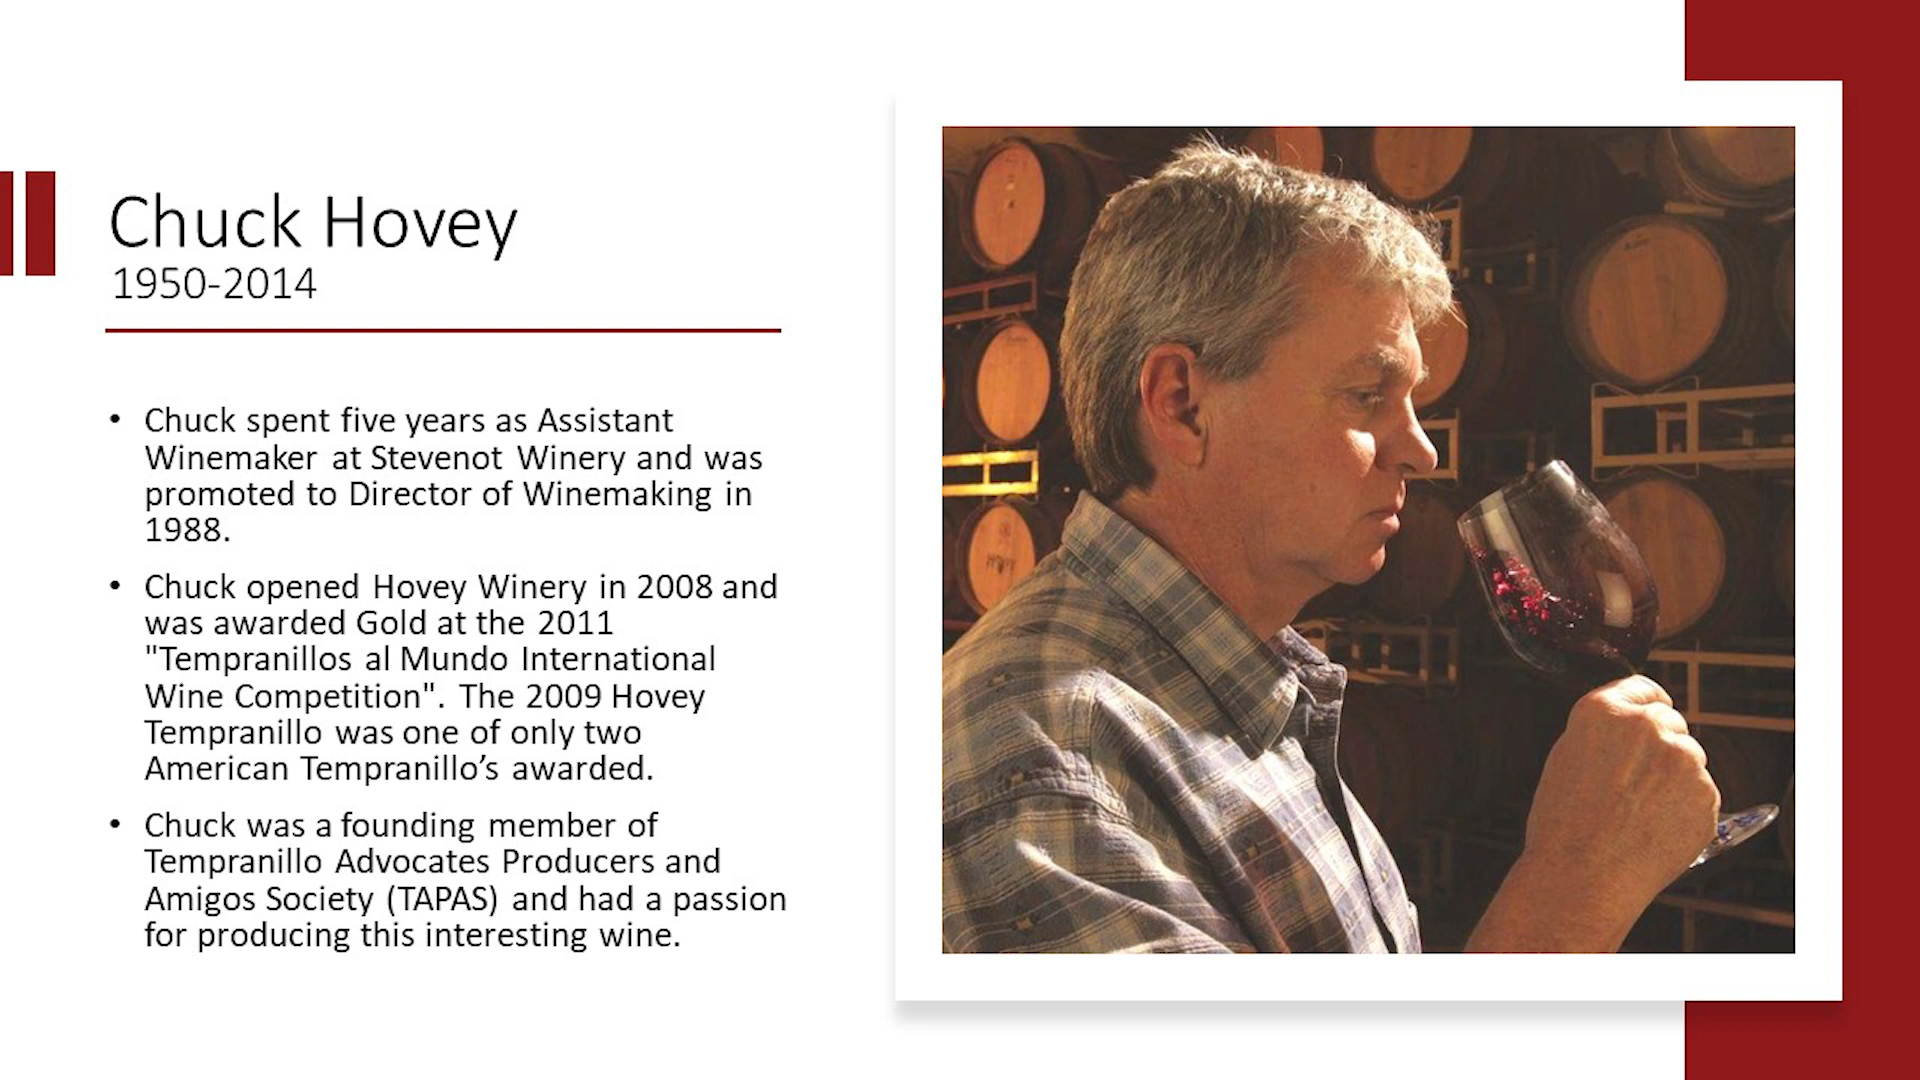 Chuck Hovey
1950-2014
• Chuck spent five years as Assistant
Winemaker at Stevenot Winery and was
promoted to Director of Winemaking in
1988.
• Chuck opened Hovey Winery in 2008 and
was awarded Gold at the 2011
"Tempranillos al Mundo International
Wine Competition". The 2009 Hovey
Tempranillo was one of only two
American Tempranillo’s awarded.
• Chuck was a founding member of
Tempranillo Advocates Producers and
Amigos Society (TAPAS) and had a passion
for producing this interesting wine.